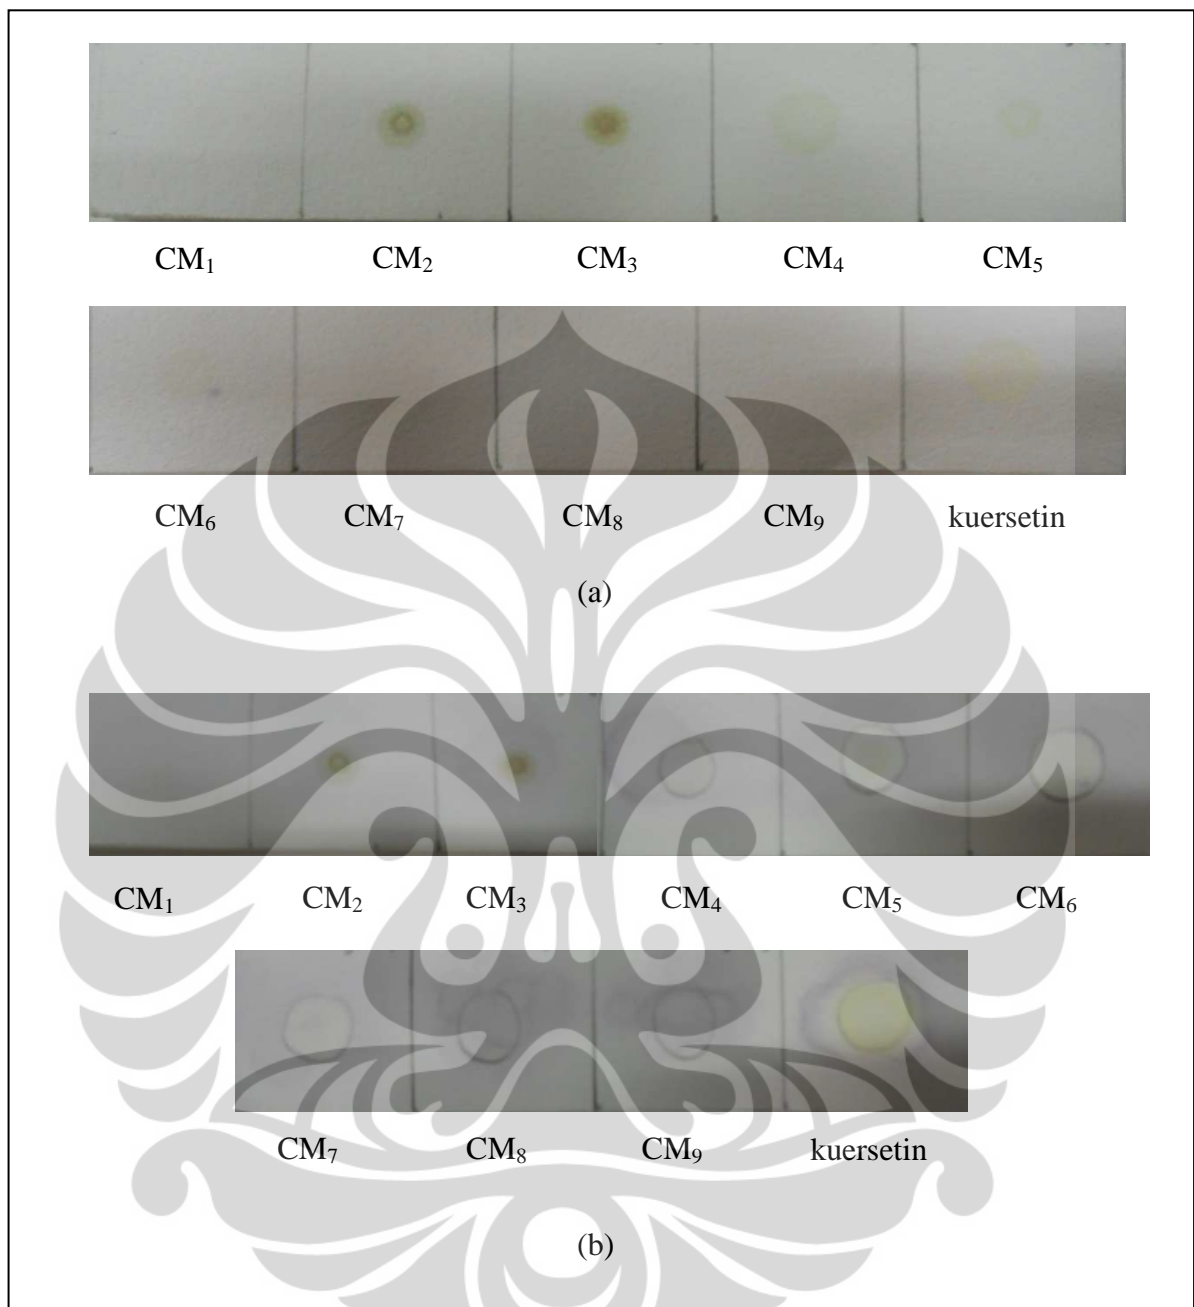 CM₁ CM₂ CM₃ CM₄ CM₅
CM₆ CM₇ CM₈ CM₉ kuersetin
(a)
CM₁ CM₂ CM₃ CM₄ CM₅ CM₆
CM₇ CM₈ CM₉ kuersetin
(b)